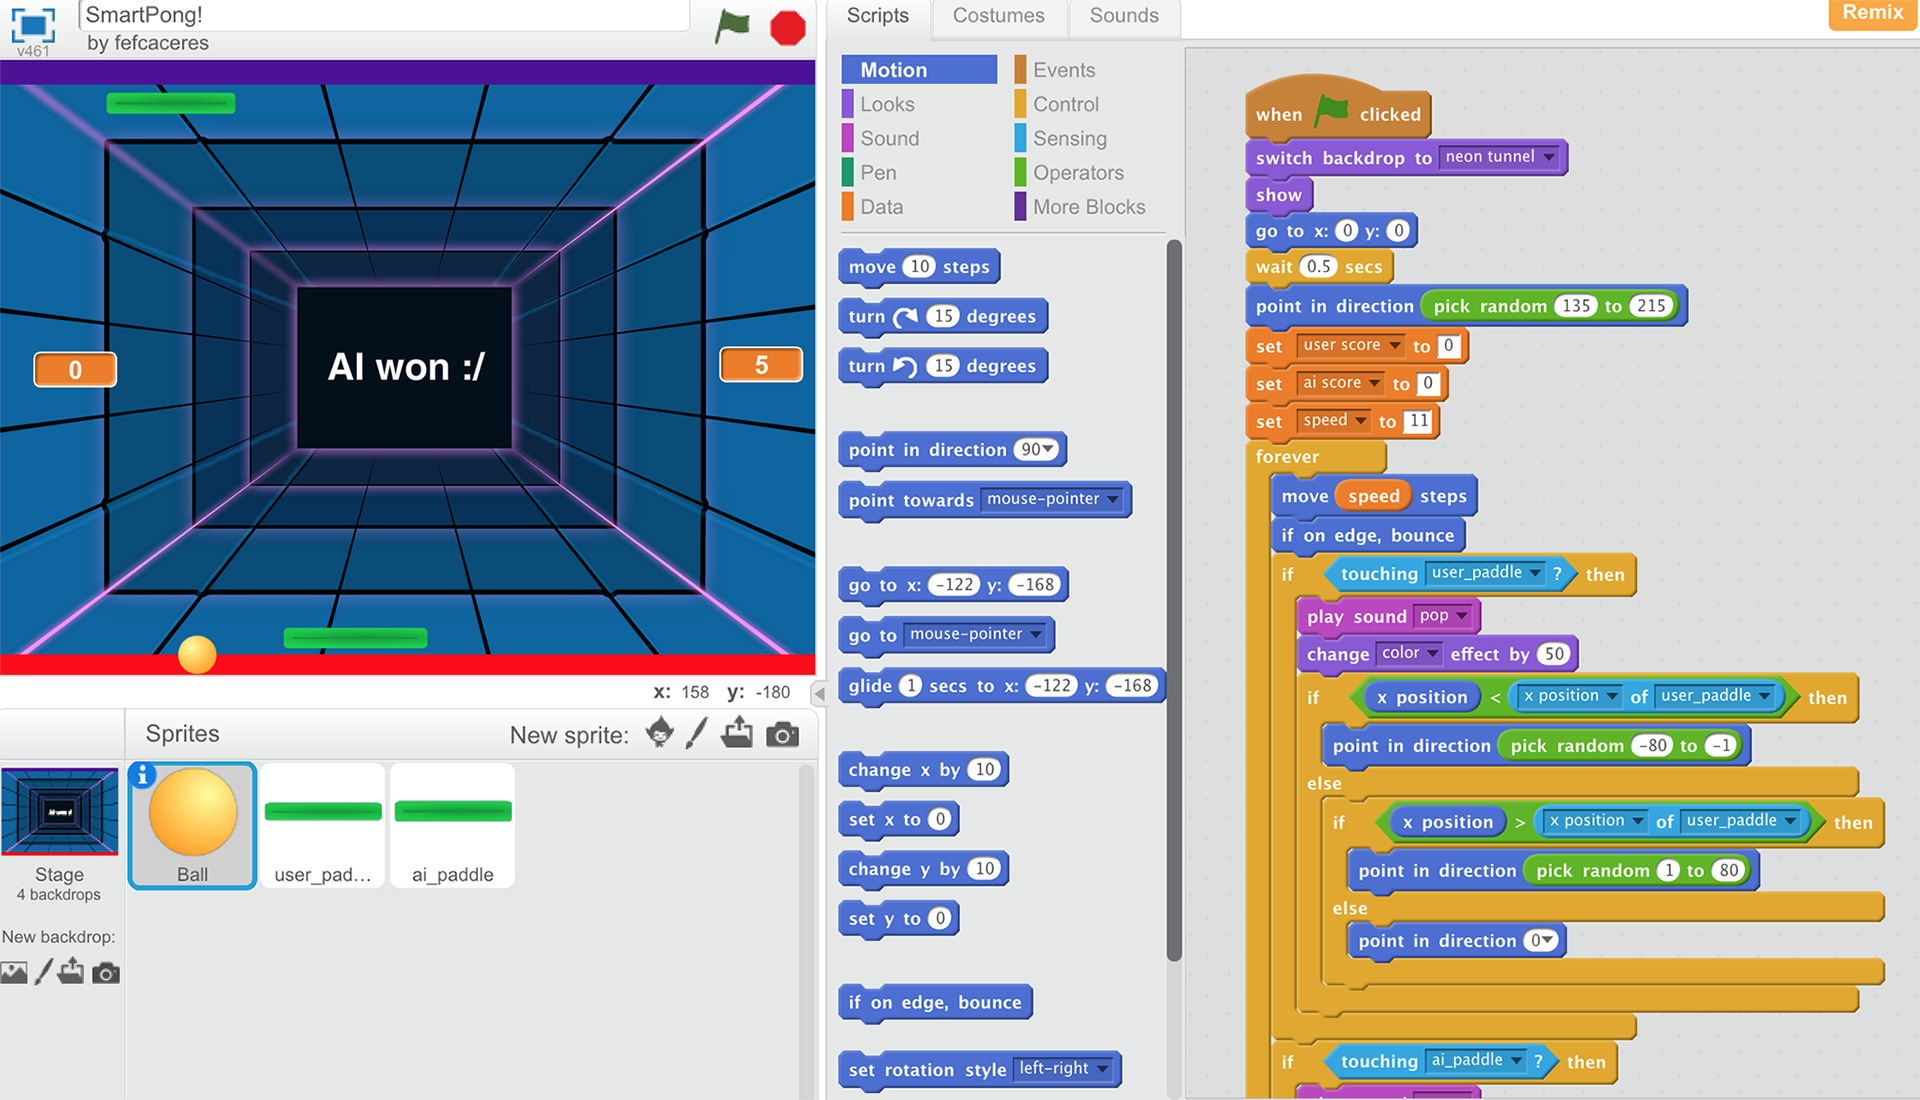 SmartPong!
v461
by fefcaceres
AI won :/
0
5
x: 158 y: -180
Sprites
New sprite:
Stage
4 backdrops
New backdrop:
Ball
user_pad...
ai_paddle
Scripts
Costumes
Sounds
Remix
Motion
Looks
Sound
Pen
Data
Events
Control
Sensing
Operators
More Blocks
move 10 steps
turn 15 degrees
turn 15 degrees
point in direction 90
point towards mouse-pointer
go to x: -122 y: -168
go to mouse-pointer
glide 1 secs to x: -122 y: -168
change x by 10
set x to 0
change y by 10
set y to 0
if on edge, bounce
set rotation style left-right
when clicked
switch backdrop to neon tunnel
show
go to x: 0 y: 0
wait 0.5 secs
point in direction pick random 135 to 215
set user score to 0
set ai score to 0
set speed to 11
forever
move speed steps
if on edge, bounce
if touching user_paddle ? then
play sound pop
change color effect by 50
if x position < x position of user_paddle then
point in direction pick random -80 to -1
else
if x position > x position of user_paddle then
point in direction pick random 1 to 80
else
point in direction 0
if touching ai_paddle ? then